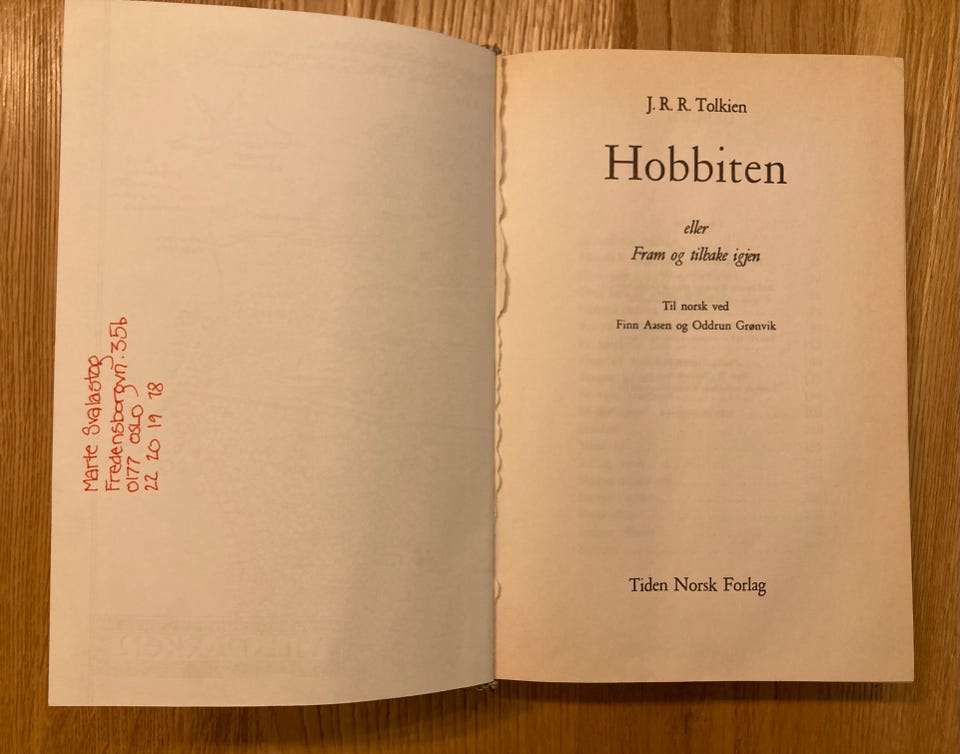 Marte Svalastog
Fredensborgvn. 35b
0177 OSLO
22 20 19 78
J. R. R. Tolkien
Hobbiten
eller
Fram og tilbake igjen
Til norsk ved
Finn Aasen og Oddrun Grønvik
Tiden Norsk Forlag